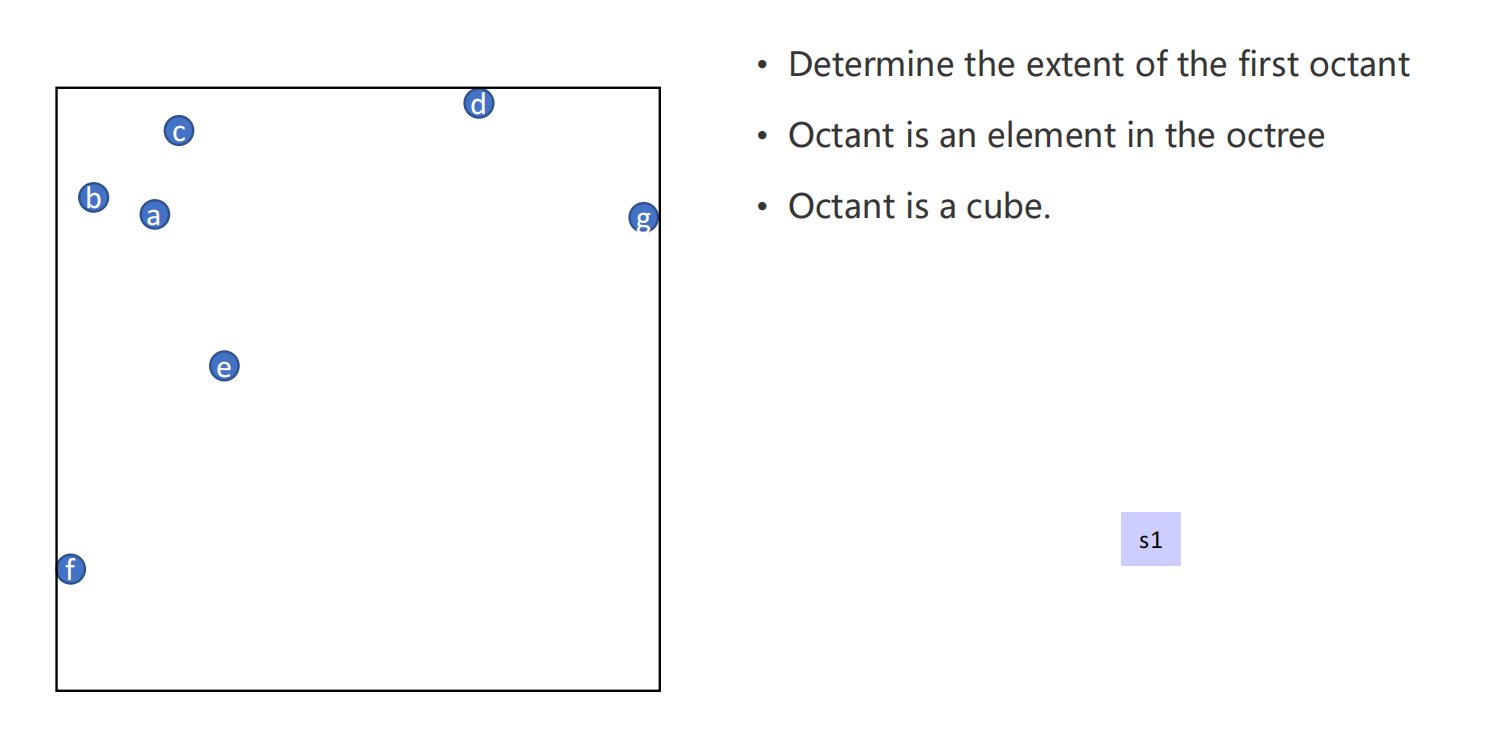 • Determine the extent of the first octant
• Octant is an element in the octree
• Octant is a cube.
d
c
b
a
g
e
s1
f